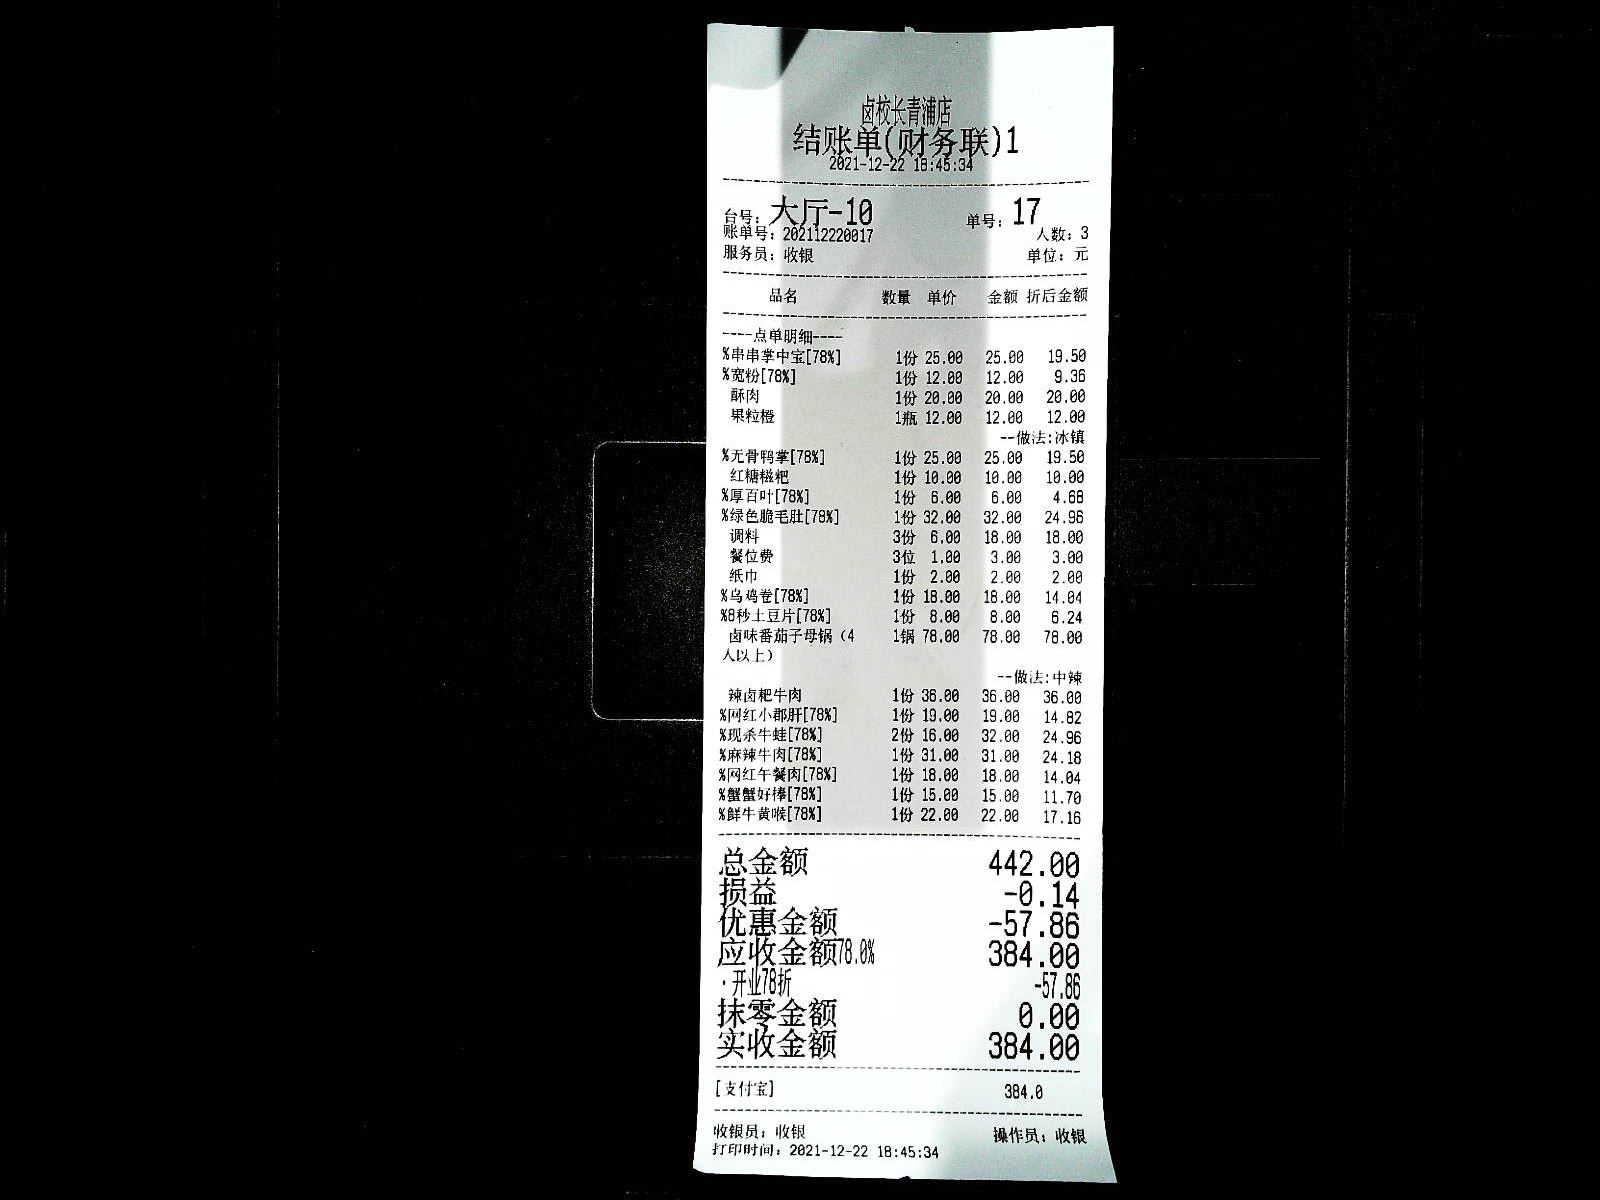 卤校长青浦店
结账单(财务联)1
2021-12-22 18:45:34
台号: 大厅-10 单号: 17
账单号: 202112220017 人数: 3
服务员: 收银 单位: 元
品名 数量 单价 金额 折后金额
----点单明细----
%串串掌中宝[78%] 1份 25.00 25.00 19.50
%宽粉[78%] 1份 12.00 12.00 9.36
酥肉 1份 20.00 20.00 20.00
果粒橙 1瓶 12.00 12.00 12.00
--做法:冰镇
%无骨鸭掌[78%] 1份 25.00 25.00 19.50
红糖糍粑 1份 10.00 10.00 10.00
%厚百叶[78%] 1份 6.00 6.00 4.68
%绿色脆毛肚[78%] 1份 32.00 32.00 24.96
调料 3份 6.00 18.00 18.00
餐位费 3位 1.00 3.00 3.00
纸巾 1份 2.00 2.00 2.00
%乌鸡卷[78%] 1份 18.00 18.00 14.04
%8秒土豆片[78%] 1份 8.00 8.00 6.24
卤味番茄子母锅（4 1锅 78.00 78.00 78.00
人以上）
--做法:中辣
辣卤粑牛肉 1份 36.00 36.00 36.00
%网红小郡肝[78%] 1份 19.00 19.00 14.82
%现杀牛蛙[78%] 2份 16.00 32.00 24.96
%麻辣牛肉[78%] 1份 31.00 31.00 24.18
%网红午餐肉[78%] 1份 18.00 18.00 14.04
%蟹蟹好棒[78%] 1份 15.00 15.00 11.70
%鲜牛黄喉[78%] 1份 22.00 22.00 17.16
总金额 442.00
损益 -0.14
优惠金额 -57.86
应收金额78.0% 384.00
·开业78折 -57.86
抹零金额 0.00
实收金额 384.00
[支付宝] 384.0
收银员: 收银 操作员: 收银
打印时间: 2021-12-22 18:45:34